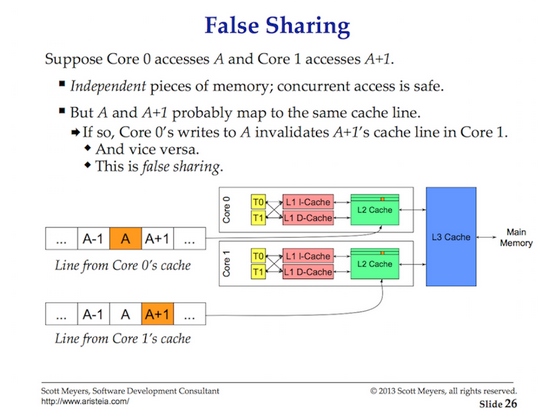 False Sharing
Suppose Core 0 accesses A and Core 1 accesses A+1.
Independent pieces of memory; concurrent access is safe.
But A and A+1 probably map to the same cache line.
If so, Core 0's writes to A invalidates A+1's cache line in Core 1.
And vice versa.
This is false sharing.
Core 0
T0
T1
L1 I-Cache
L1 D-Cache
L2 Cache
L3 Cache
Main
Memory
... A-1 A A+1 ...
Line from Core 0's cache
Core 1
T0
T1
L1 I-Cache
L1 D-Cache
L2 Cache
... A-1 A A+1 ...
Line from Core 1's cache
Scott Meyers, Software Development Consultant
http://www.aristeia.com/
© 2013 Scott Meyers, all rights reserved.
Slide 26